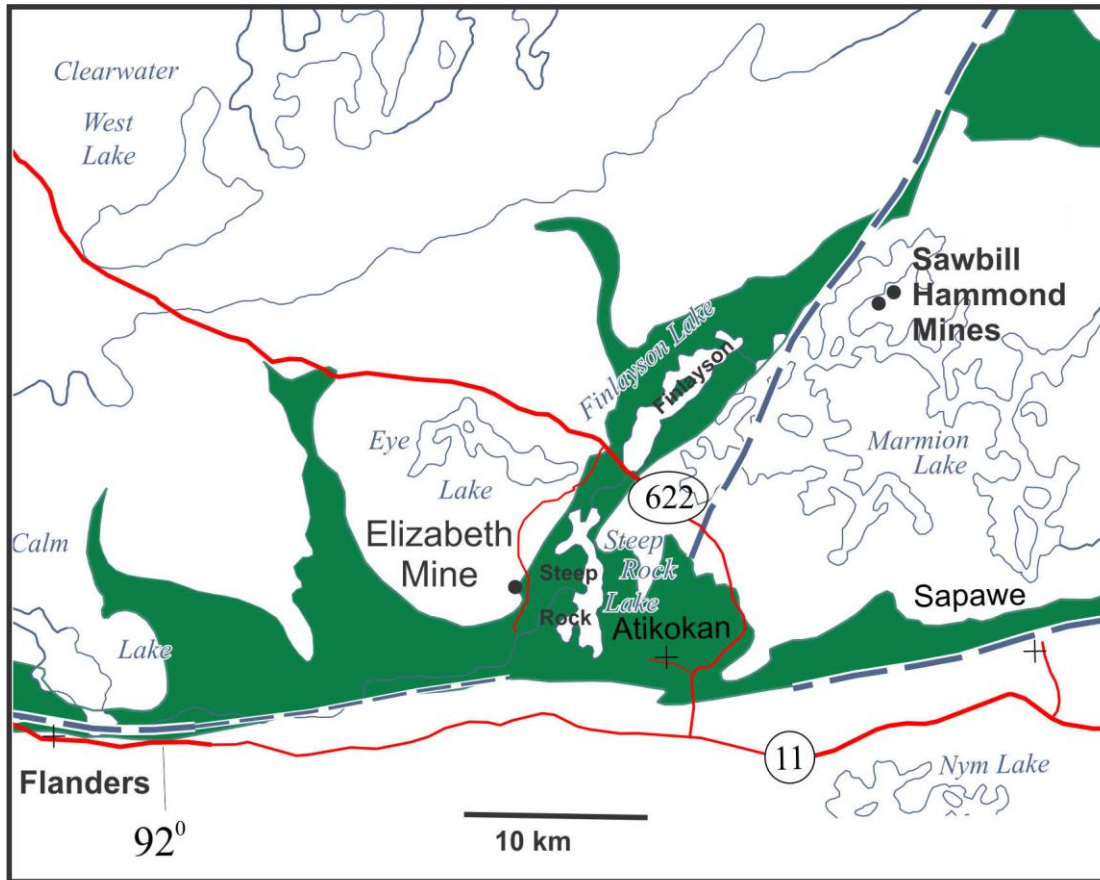 Clearwater
West
Lake
Sawbill
Hammond
Mines
Finlayson Lake
Finlayson
Eye
Lake
Marmion
Lake
622
Elizabeth
Mine
Steep
Rock
Lake
Steep
Rock
Calm
Lake
Atikokan
Sapawe
11
Flanders
Nym Lake
92⁰
10 km